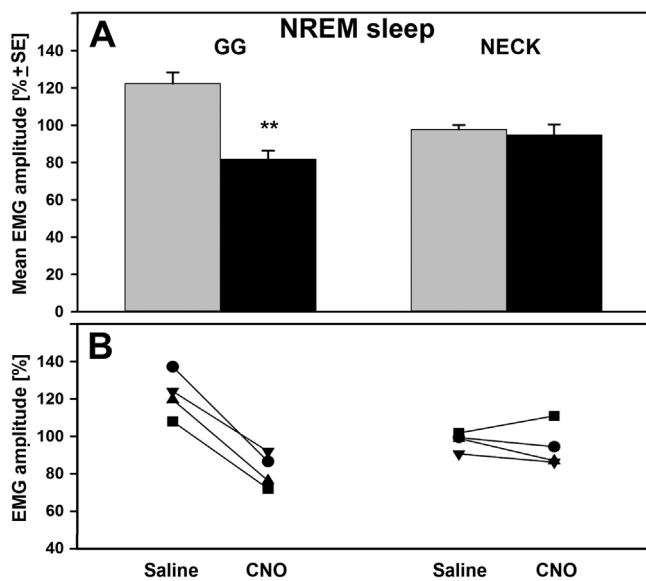 A
NREM sleep
GG
NECK
Mean EMG amplitude [%±SE]
140
120
100
80
60
40
20
0
**
B
EMG amplitude [%]
140
120
100
80
60
40
Saline CNO Saline CNO